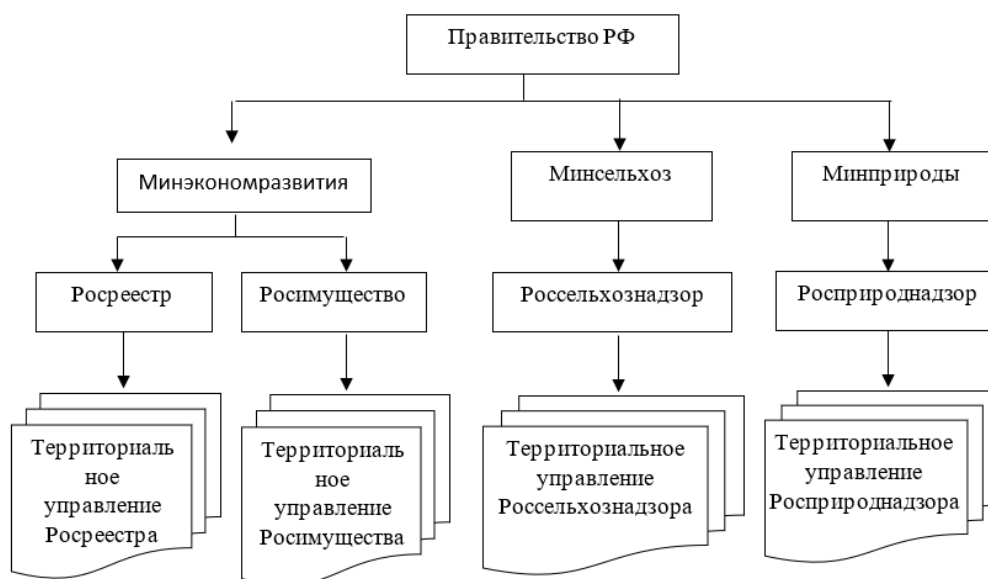 Правительство РФ
Минэкономразвития
Минсельхоз
Минприроды
Росреестр
Росимущество
Россельхознадзор
Росприроднадзор
Территориаль
ное
управление
Росреестра
Территориаль
ное
управление
Росимущества
Территориальное
управление
Россельхознадзора
Территориальное
управление
Росприроднадзора